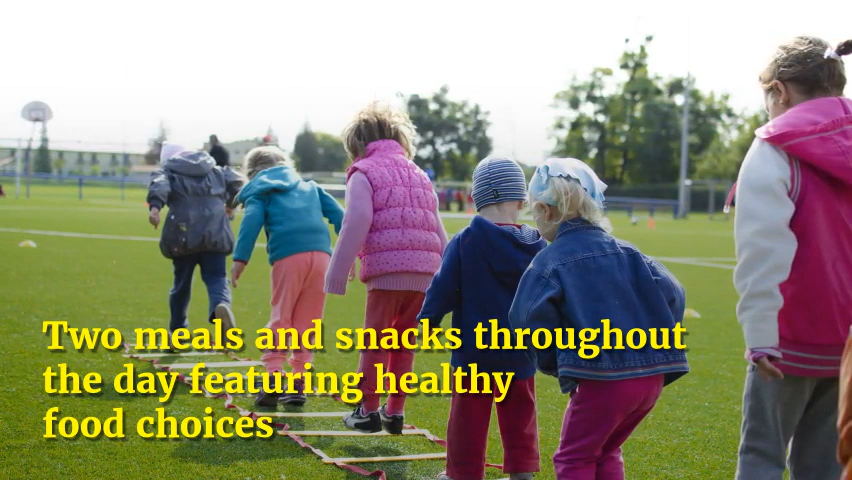 Two meals and snacks throughout
the day featuring healthy
food choices